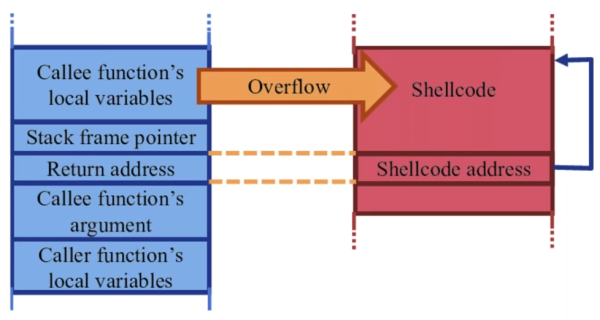 Callee function's
local variables
Overflow
Shellcode
Stack frame pointer
Return address
Shellcode address
Callee function's
argument
Caller function's
local variables